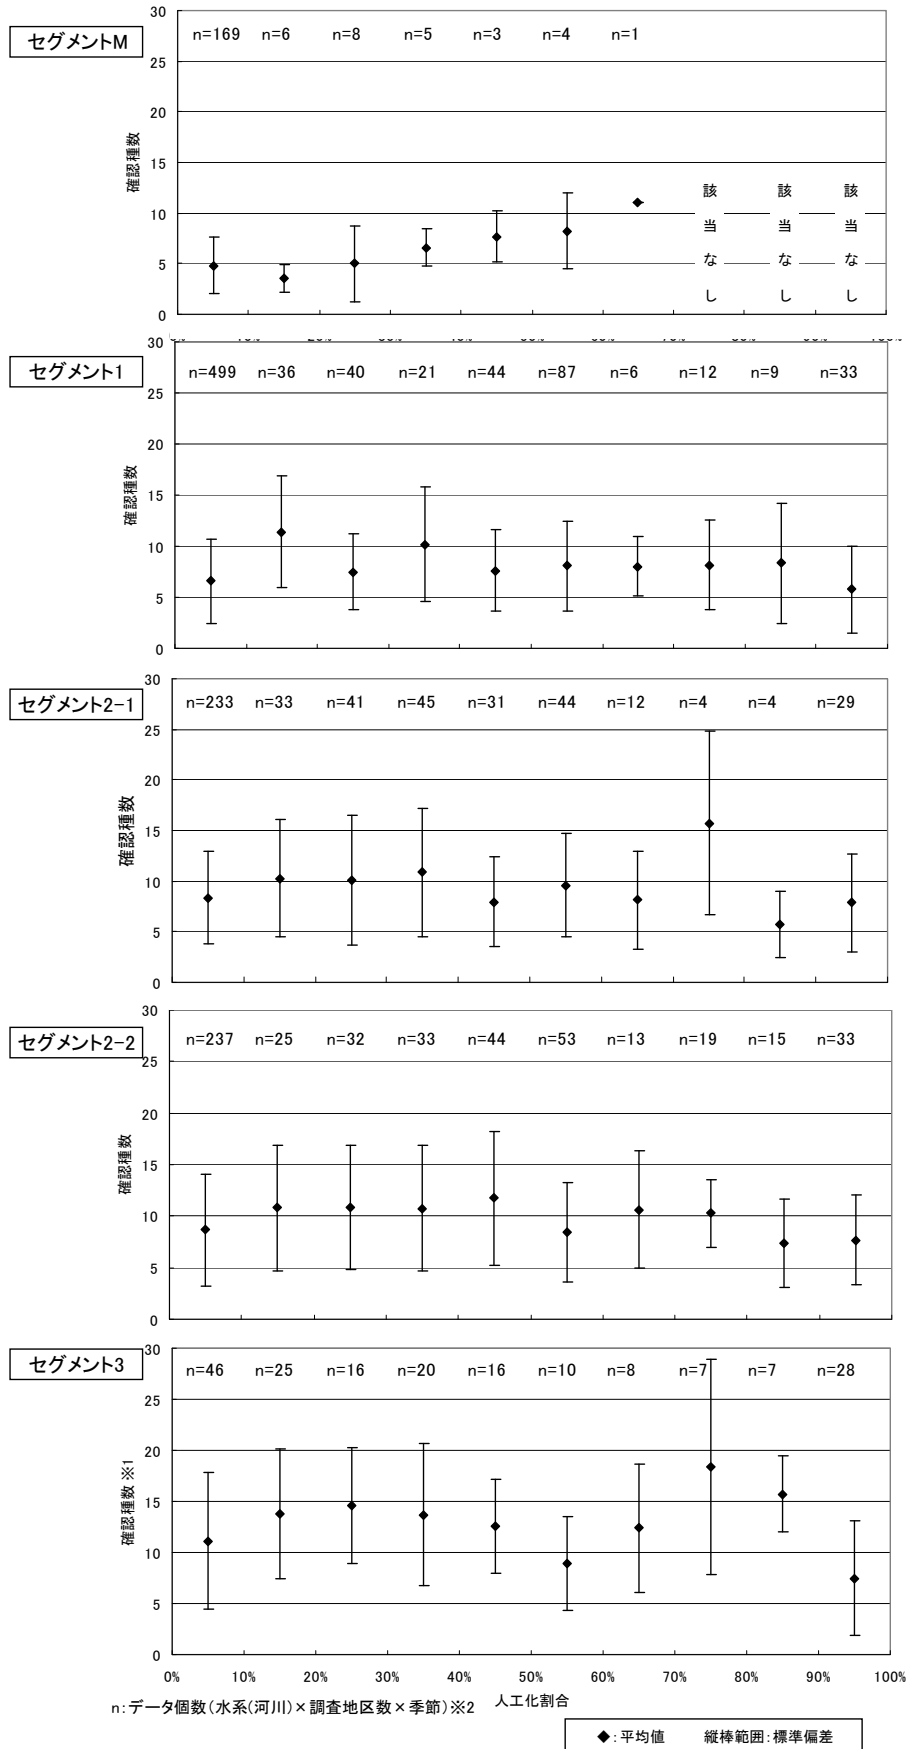 セグメントM
n=169 n=6 n=8 n=5 n=3 n=4 n=1
30
25
20
15
10
5
0
確認種数
該当なし 該当なし 該当なし
セグメント1
n=499 n=36 n=40 n=21 n=44 n=87 n=6 n=12 n=9 n=33
30
25
20
15
10
5
0
確認種数
セグメント2-1
n=233 n=33 n=41 n=45 n=31 n=44 n=12 n=4 n=4 n=29
30
25
20
15
10
5
0
確認種数
セグメント2-2
n=237 n=25 n=32 n=33 n=44 n=53 n=13 n=19 n=15 n=33
30
25
20
15
10
5
0
確認種数
セグメント3
n=46 n=25 n=16 n=20 n=16 n=10 n=8 n=7 n=7 n=28
30
25
20
15
10
5
0
確認種数 ※1
0% 10% 20% 30% 40% 50% 60% 70% 80% 90% 100%
人工化割合
n:データ個数(水系(河川)×調査地区数×季節)※2
◆:平均値 縦棒範囲:標準偏差